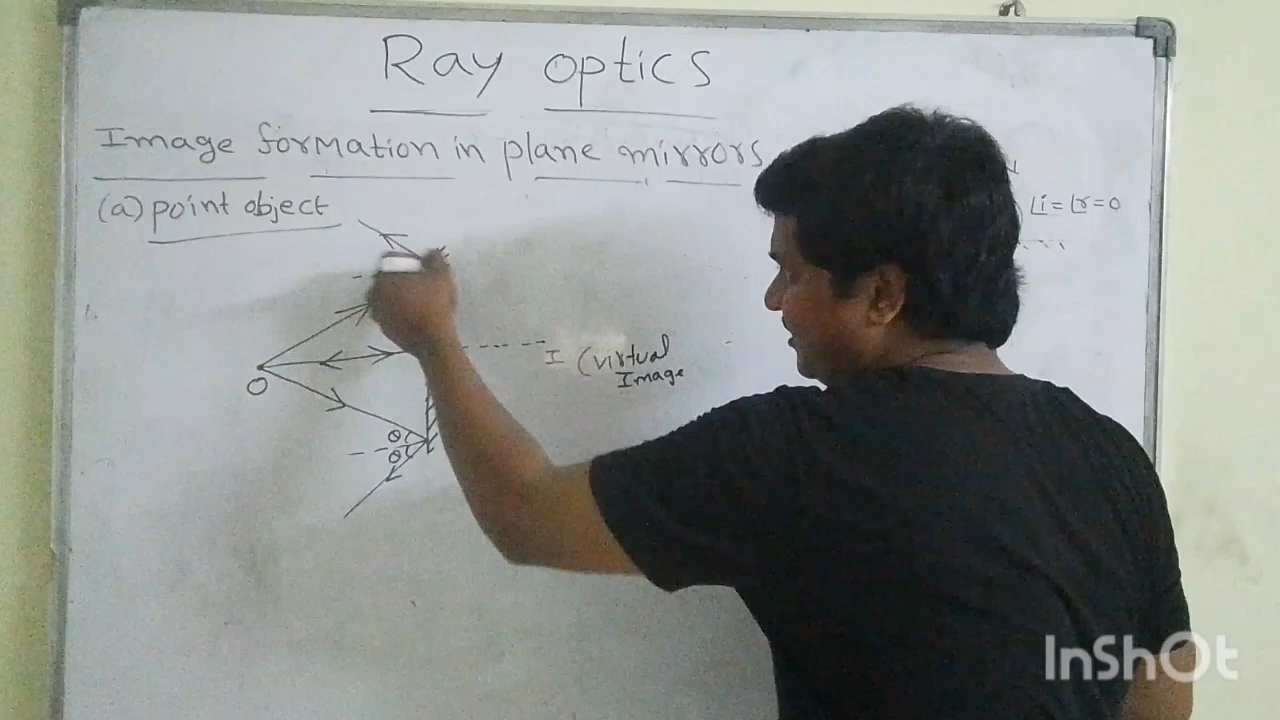 Ray optics
Image formation in plane mirrors
(a) point object
∠i = ∠r = 0
I (virtual
Image
O
θ
θ
InShOt